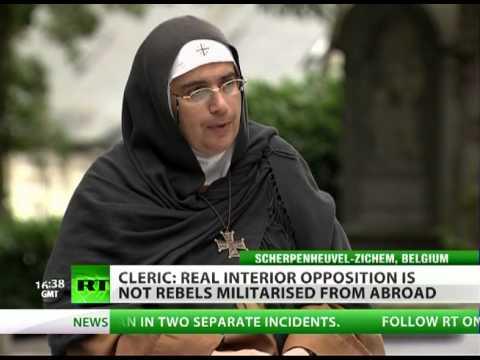 SCHERPENHEUVEL-ZICHEM, BELGIUM
16:38
GMT
RT
CLERIC: REAL INTERIOR OPPOSITION IS
NOT REBELS MILITARISED FROM ABROAD
NEWS AN IN TWO SEPARATE INCIDENTS. FOLLOW RT ON